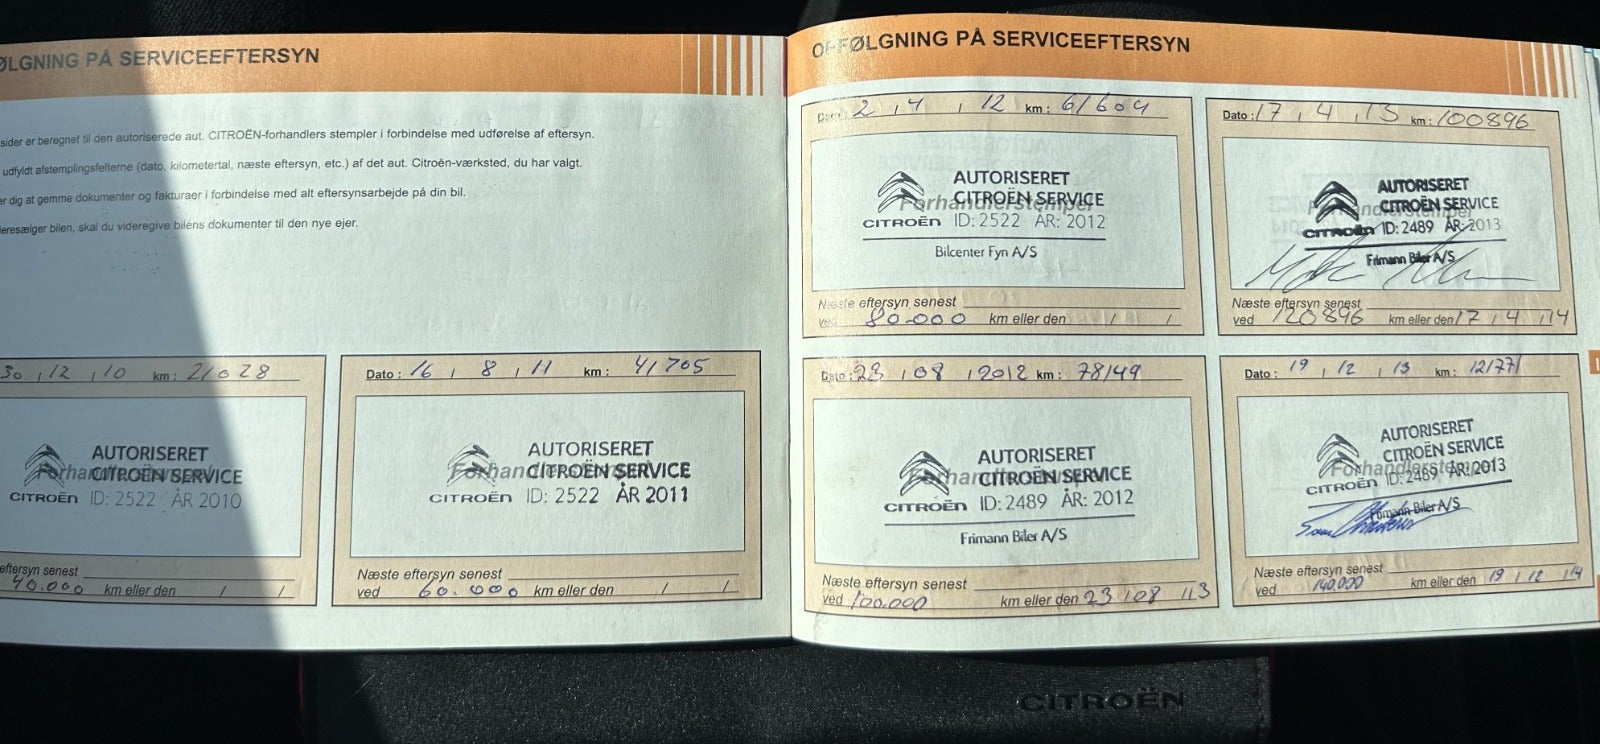 ØLGNING PÅ SERVICEEFTERSYN
sider er beregnet til den autoriserede aut. CITROËN-forhandlers stempler i forbindelse med udførelse af eftersyn.
udfyldt afstemplingsfelterne (dato, kilometertal, næste eftersyn, etc.) af det aut. Citroën-værksted, du har valgt.
er dig at gemme dokumenter og fakturaer i forbindelse med alt eftersynsarbejde på din bil.
deresælger bilen, skal du videregive bilens dokumenter til den nye ejer.
30 , 12 , 10 km : 21028
Forhandlerstempel
AUTORISERET
CITROËN SERVICE
CITROËN ID: 2522 ÅR 2010
eftersyn senest
40.000 km eller den / /
Dato : 16 , 8 , 11 km : 41705
Forhandlerstempel
AUTORISERET
CITROËN SERVICE
CITROËN ID: 2522 ÅR 2011
Næste eftersyn senest
ved 60.000 km eller den / /
OPFØLGNING PÅ SERVICEEFTERSYN
Dato : 2 , 4 , 12 km : 61604
Forhandlerstempel
AUTORISERET
CITROËN SERVICE
CITROËN ID: 2522 ÅR: 2012
Bilcenter Fyn A/S
Næste eftersyn senest
ved 80.000 km eller den / /
Dato : 17 , 4 , 13 km : 100896
Forhandlerstempel
AUTORISERET
CITROËN SERVICE
CITROËN ID: 2489 ÅR: 2013
Frimann Biler A/S
Næste eftersyn senest
ved 120896 km eller den 17 , 4 , 14
Dato : 23 , 08 , 2012 km : 78149
Forhandlerstempel
AUTORISERET
CITROËN SERVICE
CITROËN ID: 2489 ÅR: 2012
Frimann Biler A/S
Næste eftersyn senest
ved 100.000 km eller den 23 / 08 , 13
Dato : 19 , 12 , 13 km : 121771
Forhandlerstempel
AUTORISERET
CITROËN SERVICE
CITROËN ID: 2489 ÅR: 2013
Frimann Biler A/S
Næste eftersyn senest
ved 140.000 km eller den 19 , 12 , 14
CITROËN